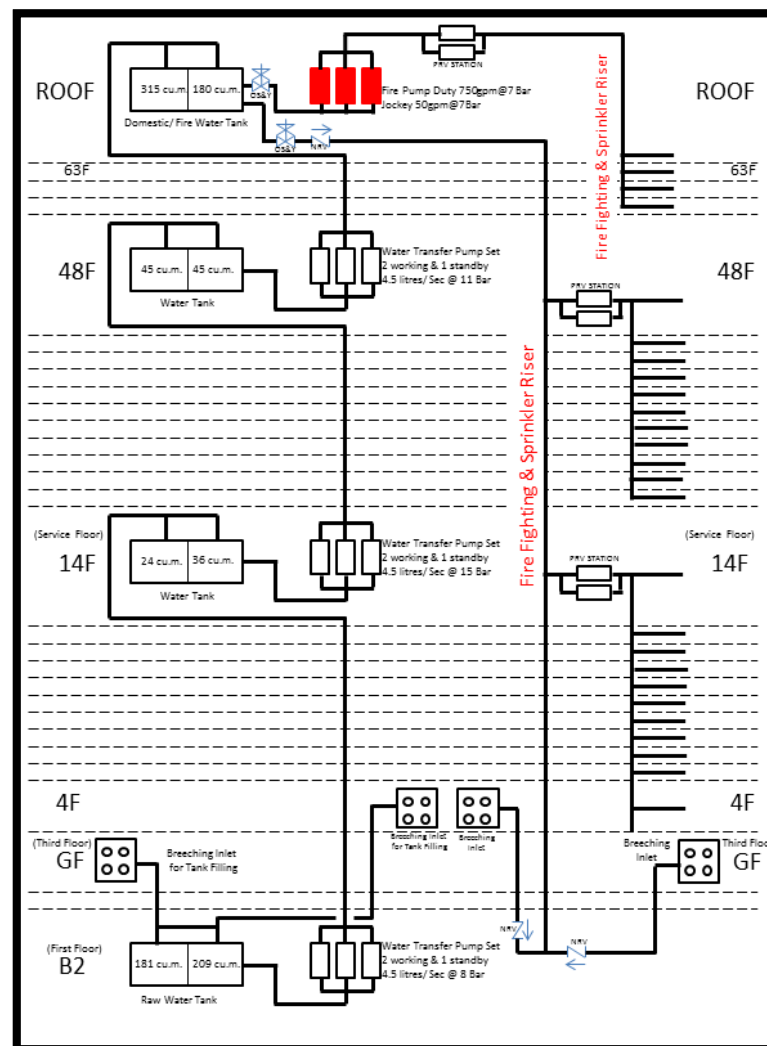 ROOF
315 cu.m.
180 cu.m.
Domestic/ Fire Water Tank
OS&Y
OS&Y
NRV
Fire Pump Duty 750gpm@7Bar
Jockey 50gpm@7Bar
PRV STATION
Fire Fighting & Sprinkler Riser
ROOF
63F
63F
48F
45 cu.m.
45 cu.m.
Water Tank
Water Transfer Pump Set
2 working & 1 standby
4.5 litres/ Sec @ 11 Bar
PRV STATION
48F
Fire Fighting & Sprinkler Riser
(Service Floor)
14F
24 cu.m.
36 cu.m.
Water Tank
Water Transfer Pump Set
2 working & 1 standby
4.5 litres/ Sec @ 15 Bar
PRV STATION
(Service Floor)
14F
4F
Breeching Inlet
for Tank Filling
Breeching
Inlet
4F
(Third Floor)
GF
Breeching Inlet
for Tank Filling
Breeching
Inlet
Third Floo
GF
NRV
NRV
(First Floor)
B2
181 cu.m.
209 cu.m.
Raw Water Tank
Water Transfer Pump Set
2 working & 1 standby
4.5 litres/ Sec @ 8 Bar